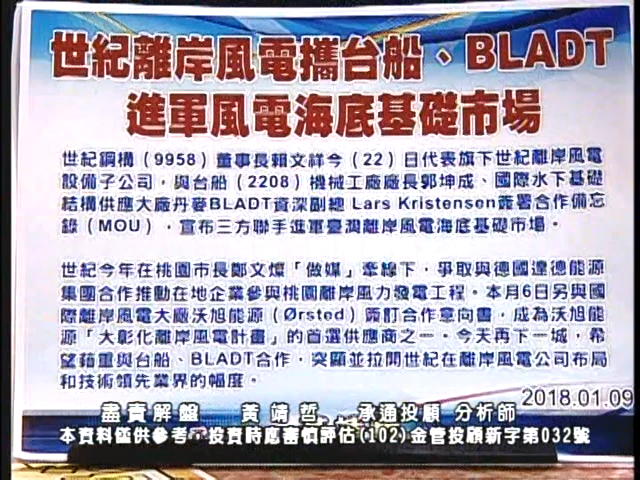 世紀離岸風電攜台船、BLADT
進軍風電海底基礎市場
世紀鋼構（9958）董事長賴文祥今（22）日代表旗下世紀離岸風電
設備子公司，與台船（2208）機械工廠廠長郭坤成、國際水下基礎
結構供應大廠丹麥BLADT資深副總 Lars Kristensen簽署合作備忘
錄（MOU），宣布三方聯手進軍臺灣離岸風電海底基礎市場。
世紀今年在桃園市長鄭文燦「做媒」牽線下，爭取與德國達德能源
集團合作推動在地企業參與桃園離岸風力發電工程。本月6日另與國
際離岸風電大廠沃旭能源（Ørsted）簽訂合作意向書，成為沃旭能
源「大彰化離岸風電計畫」的首選供應商之一。今天再下一城，希
望藉重與台船、BLADT合作，突顯並拉開世紀在離岸風電公司布局
和技術領先業界的幅度。
2018.01.09
盡責解盤 黃靖哲 承通投顧 分析師
本資料僅供參考，投資時應審慎評估(102)金管投顧新字第032號